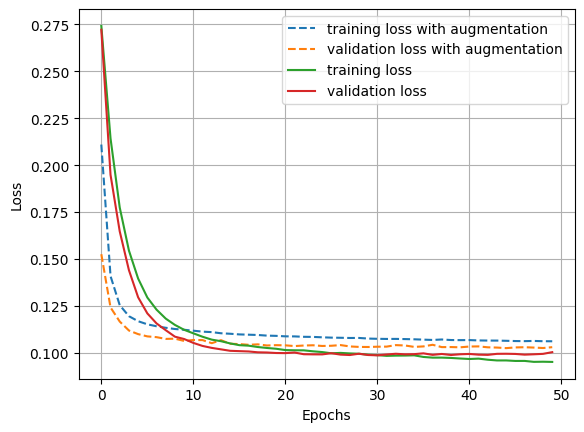 0.275
0.250
0.225
0.200
0.175
0.150
0.125
0.100
Loss
training loss with augmentation
validation loss with augmentation
training loss
validation loss
0 10 20 30 40 50
Epochs